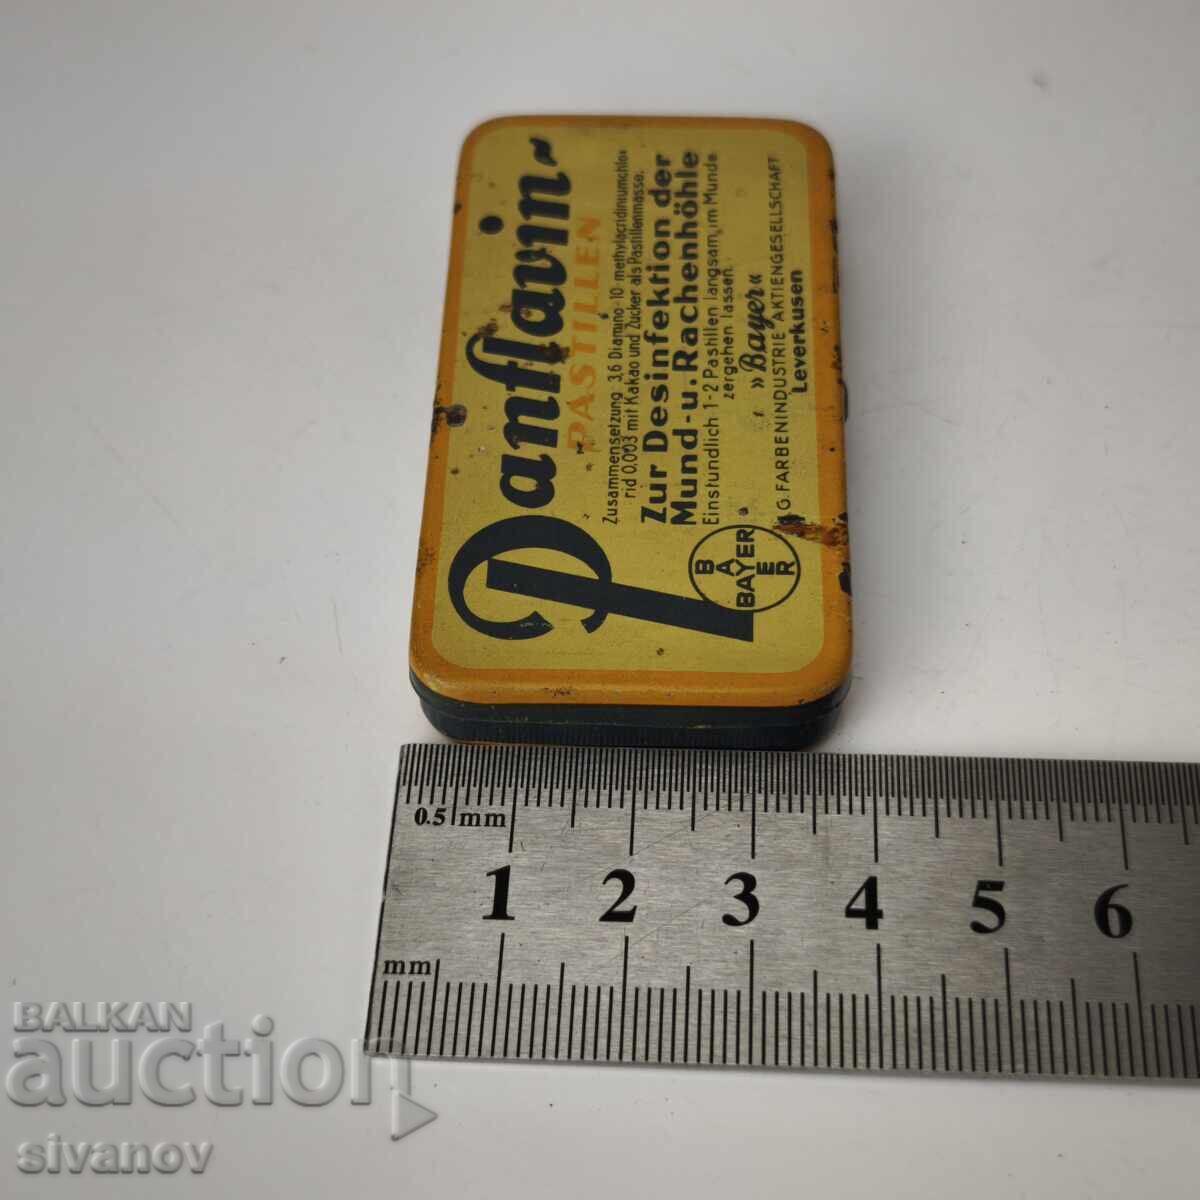 Panflavin
PASTILLEN
Zusammensetzung: 3,6 Diamino-10-methylacridiniumchlo-
rid 0,003 mit Kakao und Zucker als Pastillenmasse.
Zur Desinfektion der
Mund-u. Rachenhöhle
Einstündlich 1-2 Pastillen langsam im Munde
zergehen lassen.
»Bayer«
I.G. FARBENINDUSTRIE AKTIENGESELLSCHAFT
Leverkusen
B
A
BAYER
E
R
0.5 mm
1 2 3 4 5 6
mm
BALKAN
auction
sivanov